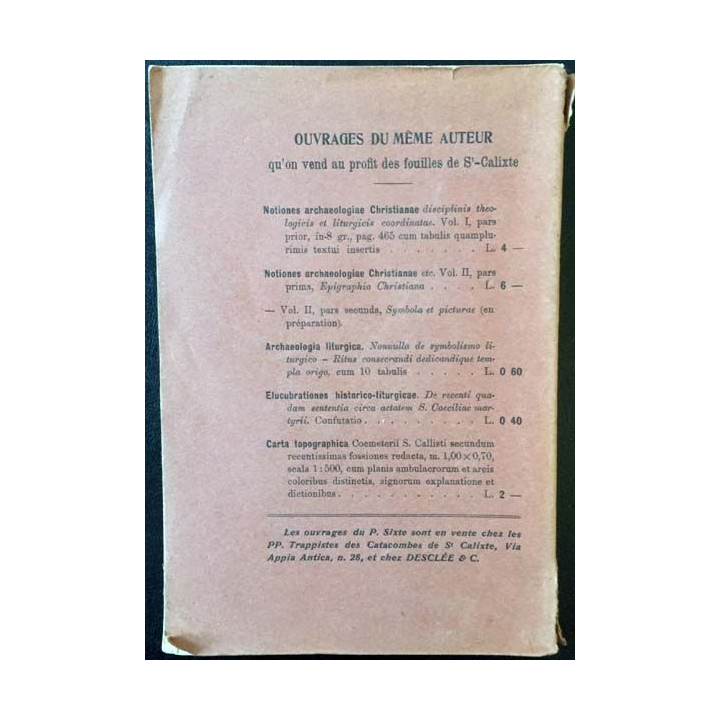 OUVRAGES DU MÊME AUTEUR
qu'on vend au profit des fouilles de Sᵗ-Calixte
Notiones archaeologiae Christianae disciplinis theo-
logicis et liturgicis coordinatas. Vol. I, pars
prior, in-8 gr., pag. 465 cum tabulis quamplu-
rimis textui insertis . . . . . . . L. 4 —
Notiones archaeologiae Christianae etc. Vol. II, pars
prima, Epigraphia Christiana . . . . L. 6 —
— Vol. II, pars secunda, Symbola et picturae (en
préparation).
Archaeologia liturgica. Nonnulla de symbolismo li-
turgico – Ritus consecrandi dedicandique tem-
pla origo, cum 10 tabulis . . . . . L. 0 60
Elucubrationes historico-liturgicae. De recenti qua-
dam sententia circa aetatem S. Caeciliae mar-
tyrii. Confutatio . . . . . . . . . L. 0 40
Carta topographica Coemeterii S. Callisti secundum
recentissimas fossiones redacta, m. 1,00×0,70,
scala 1:500, cum planis ambulacrorum et areis
coloribus distinctis, signorum explanatione et
dictionibus . . . . . . . . . . . L. 2 —
Les ouvrages du P. Sixte sont en vente chez les
PP. Trappistes des Catacombes de Sᵗ Calixte, Via
Appia Antica, n. 28, et chez DESCLÉE & C.